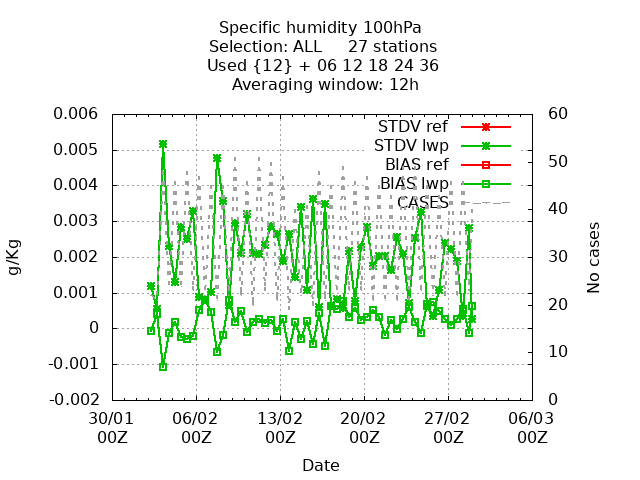 Specific humidity 100hPa
Selection: ALL 27 stations
Used {12} + 06 12 18 24 36
Averaging window: 12h
0.006
0.005
0.004
0.003
0.002
0.001
0
-0.001
-0.002
g/Kg
STDV ref
STDV lwp
BIAS ref
BIAS lwp
CASES
60
50
40
30
20
10
0
No cases
30/01 06/02 13/02 20/02 27/02 06/03
00Z 00Z 00Z 00Z 00Z 00Z
Date